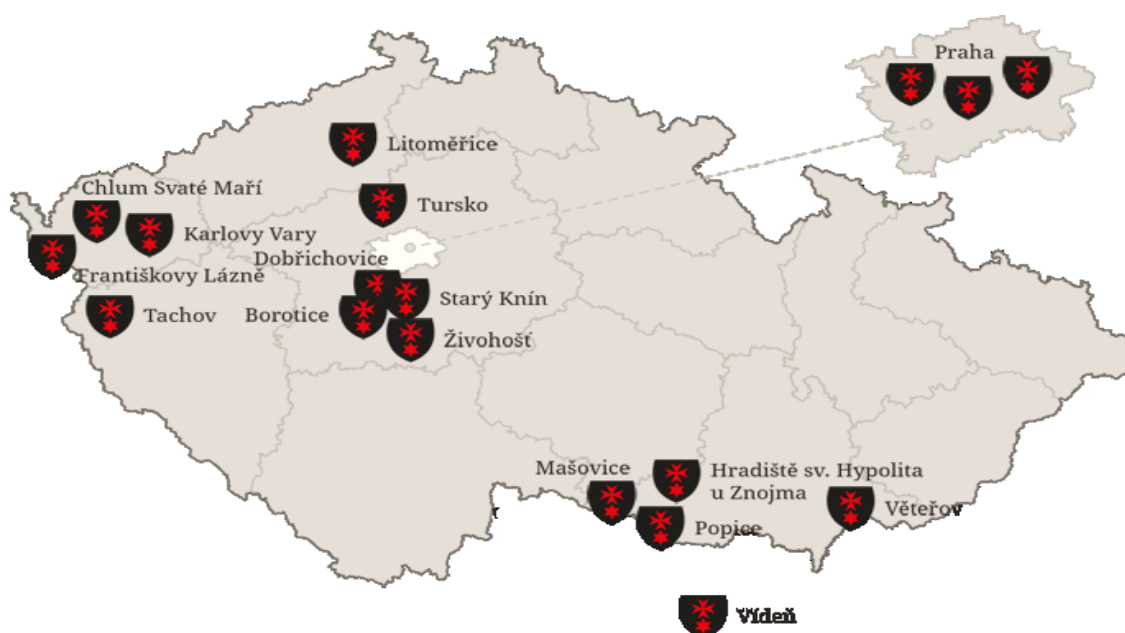 Praha
Litoměřice
Chlum Svaté Maří
Tursko
Karlovy Vary
Dobřichovice
Františkovy Lázně
Starý Knín
Tachov
Borotice
Živohošť
Mašovice
Hradiště sv. Hypolita
u Znojma
Věteřov
Popice
Vídeň